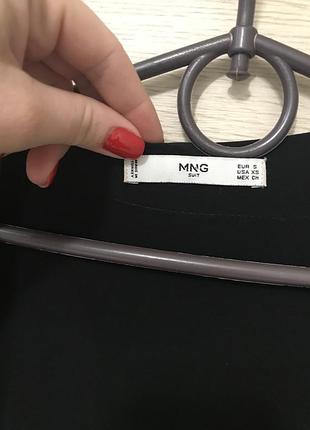 MNG
SUIT
EUR S
USA XS
MEX CH